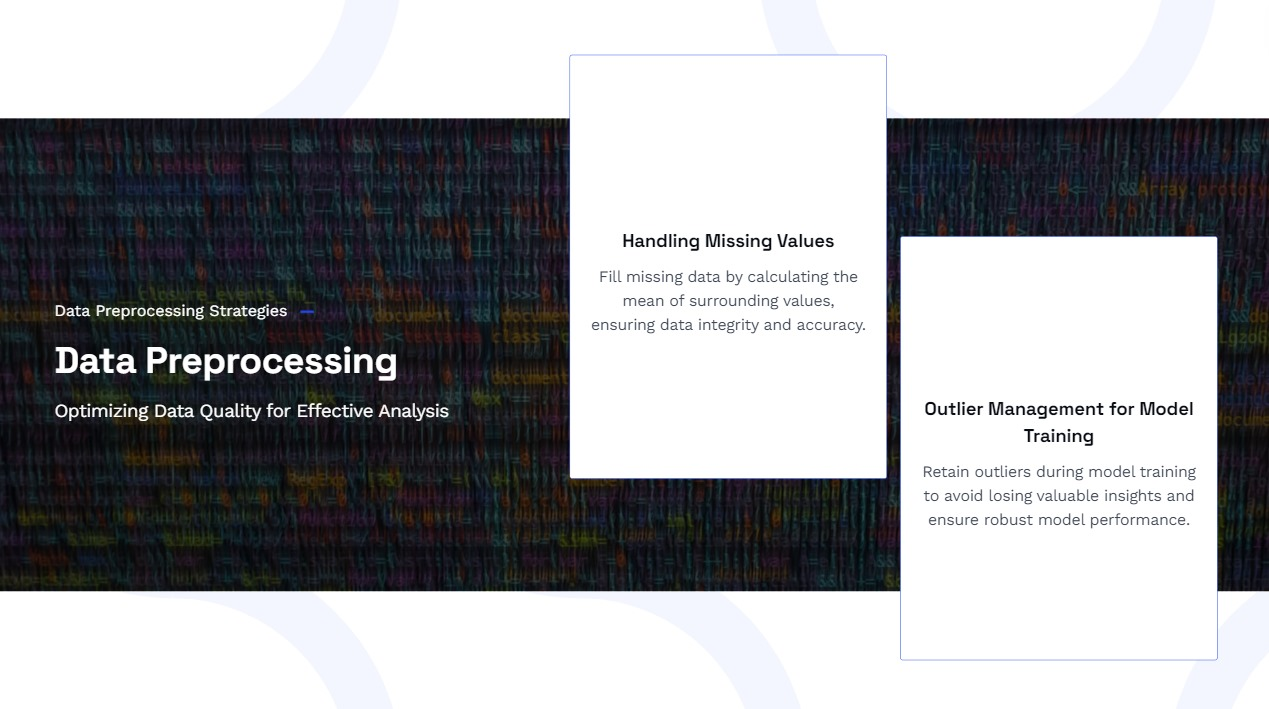 Data Preprocessing Strategies
Data Preprocessing
Optimizing Data Quality for Effective Analysis
Handling Missing Values
Fill missing data by calculating the
mean of surrounding values,
ensuring data integrity and accuracy.
Outlier Management for Model
Training
Retain outliers during model training
to avoid losing valuable insights and
ensure robust model performance.